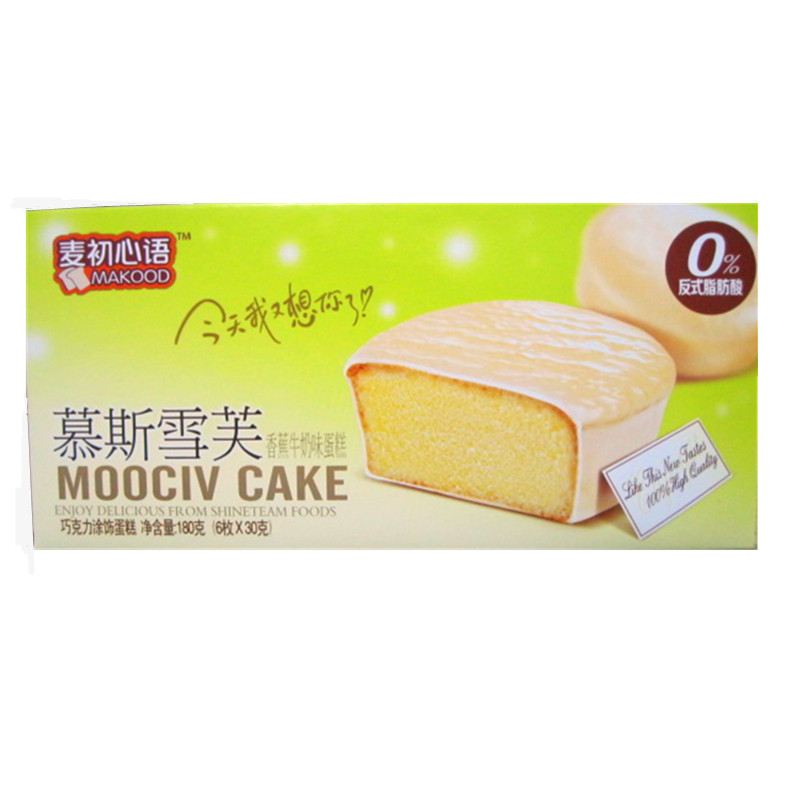 麦初心语™
MAKOOD
0%
反式脂肪酸
今天我又想你了!
慕斯雪芙
香蕉牛奶味蛋糕
MOOCIV CAKE
ENJOY DELICIOUS FROM SHINETEAM FOODS
巧克力涂饰蛋糕 净含量:180克 (6枚X30克)
Like This New Tastes
100% High Quality